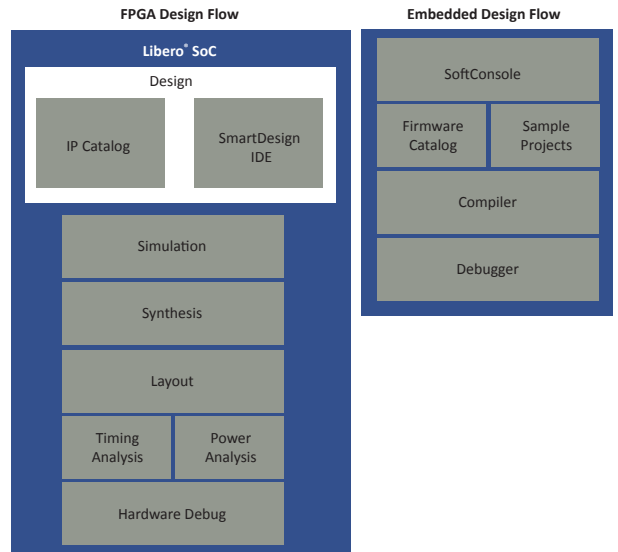 FPGA Design Flow
Libero® SoC
Design
IP Catalog
SmartDesign
IDE
Simulation
Synthesis
Layout
Timing
Analysis
Power
Analysis
Hardware Debug
Embedded Design Flow
SoftConsole
Firmware
Catalog
Sample
Projects
Compiler
Debugger